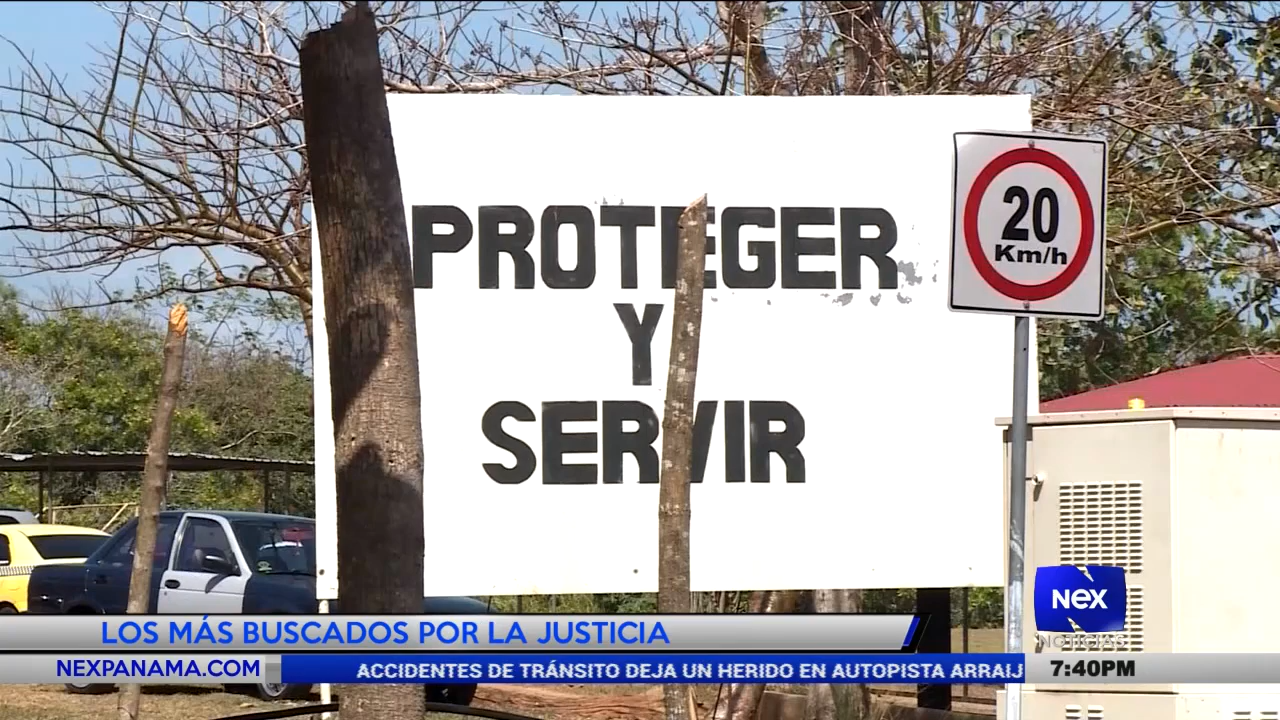 PROTEGER
Y
SERVIR
20
Km/h
NEX
NOTICIAS
LOS MÁS BUSCADOS POR LA JUSTICIA
NEXPANAMA.COM
ACCIDENTES DE TRÁNSITO DEJA UN HERIDO EN AUTOPISTA ARRAIJ
7:40PM